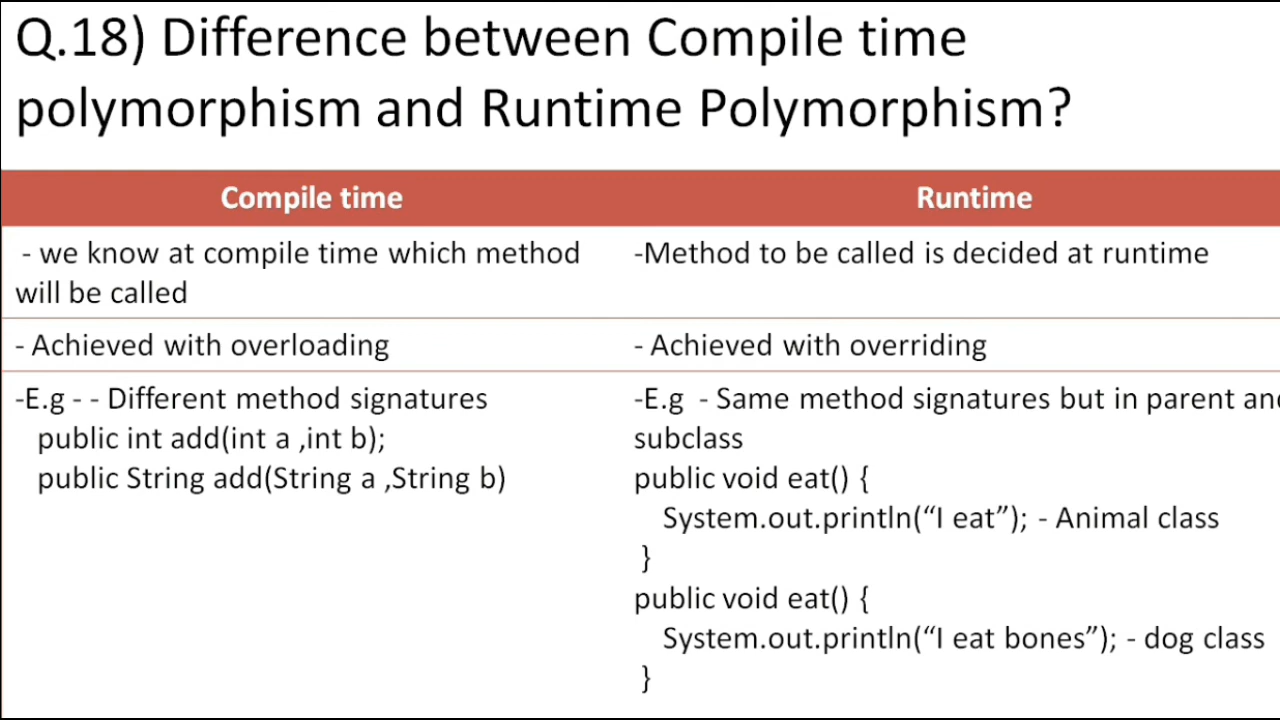 Q.18) Difference between Compile time
polymorphism and Runtime Polymorphism?
Compile time
Runtime
- we know at compile time which method
will be called
-Method to be called is decided at runtime
- Achieved with overloading
- Achieved with overriding
-E.g - - Different method signatures
public int add(int a ,int b);
public String add(String a ,String b)
-E.g - Same method signatures but in parent and
subclass
public void eat() {
System.out.println(“I eat”); - Animal class
}
public void eat() {
System.out.println(“I eat bones”); - dog class
}